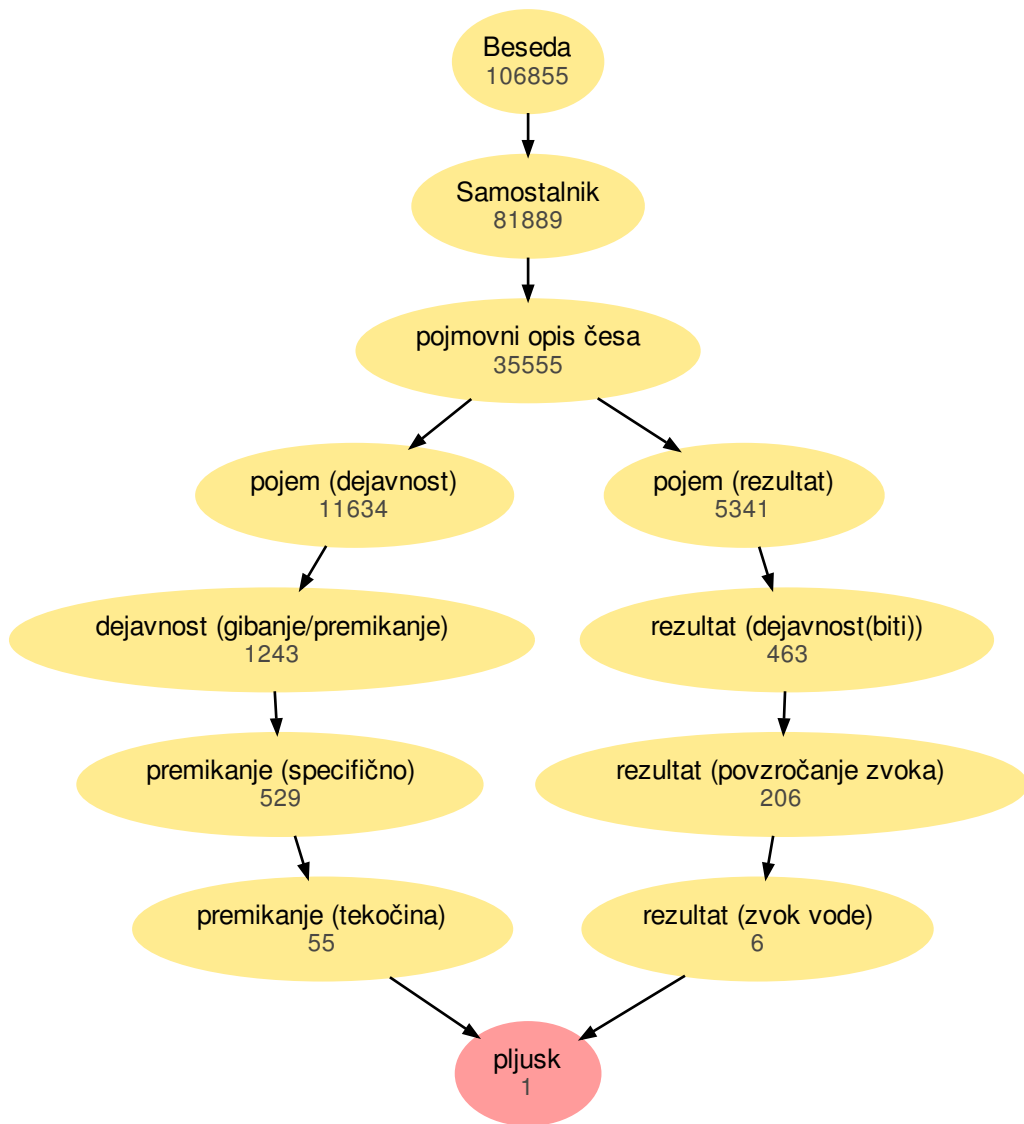 Beseda
106855
Samostalnik
81889
pojmovni opis česa
35555
pojem (dejavnost)
11634
pojem (rezultat)
5341
dejavnost (gibanje/premikanje)
1243
rezultat (dejavnost(biti))
463
premikanje (specifično)
529
rezultat (povzročanje zvoka)
206
premikanje (tekočina)
55
rezultat (zvok vode)
6
pljusk
1